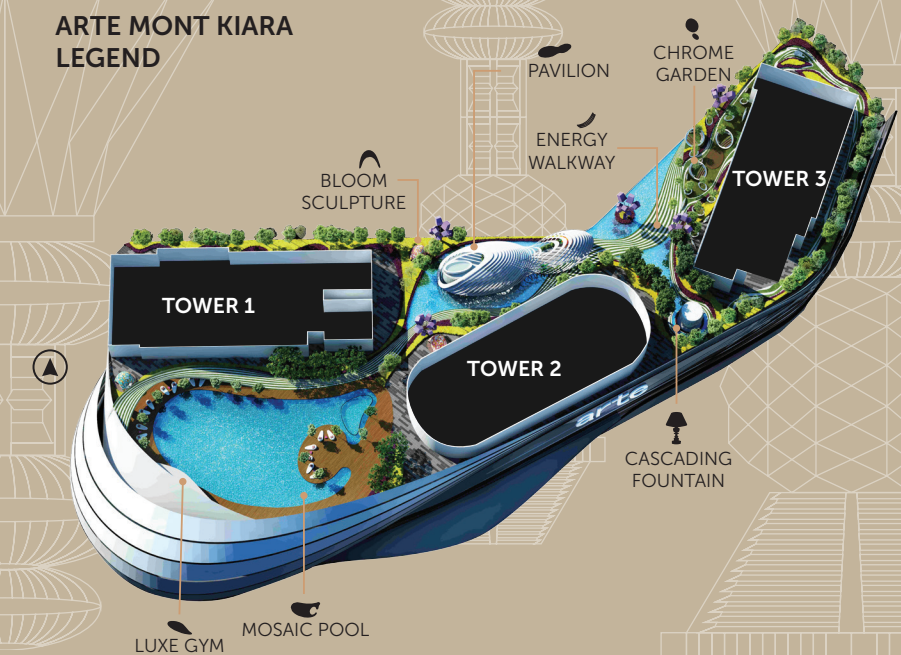 ARTE MONT KIARA
LEGEND
PAVILION
CHROME
GARDEN
ENERGY
WALKWAY
BLOOM
SCULPTURE
TOWER 3
TOWER 1
TOWER 2
arte
CASCADING
FOUNTAIN
MOSAIC POOL
LUXE GYM